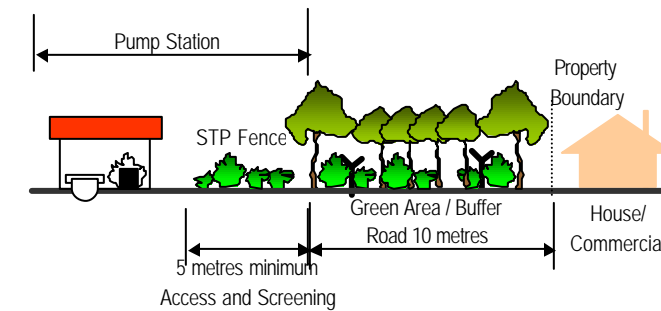 Pump Station
Property
Boundary
STP Fence
Green Area / Buffer
Road 10 metres
House/
Commercia
5 metres minimum
Access and Screening